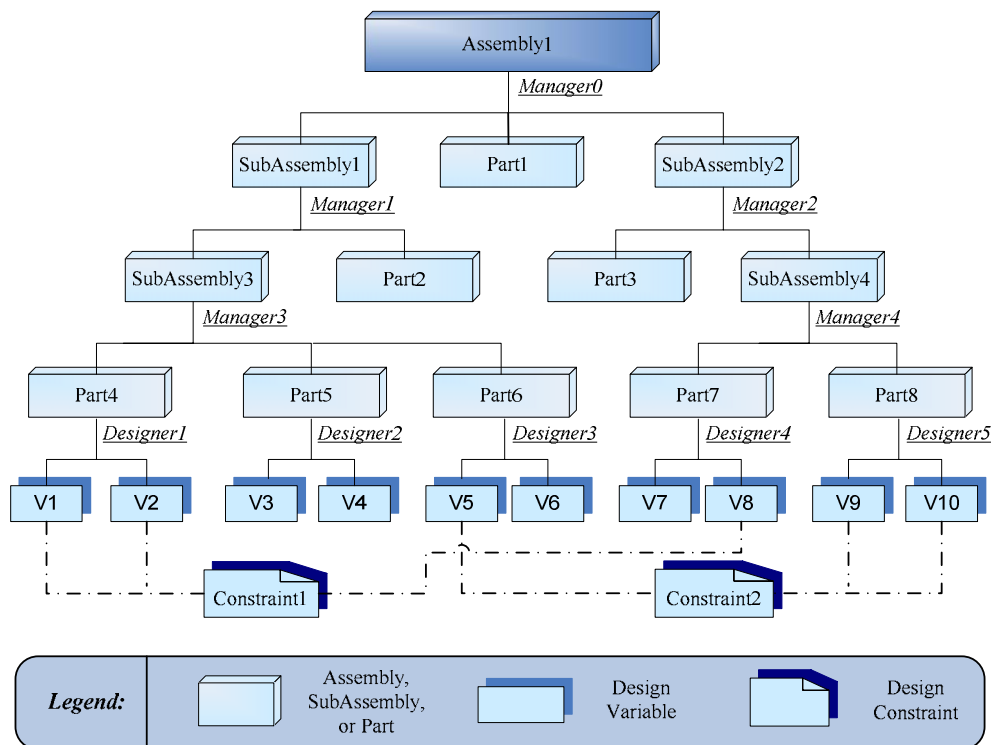 Assembly1
Manager0
SubAssembly1
Part1
SubAssembly2
Manager1
Manager2
SubAssembly3
Part2
Part3
SubAssembly4
Manager3
Manager4
Part4
Part5
Part6
Part7
Part8
Designer1
Designer2
Designer3
Designer4
Designer5
V1
V2
V3
V4
V5
V6
V7
V8
V9
V10
Constraint1
Constraint2
Legend:
Assembly,
SubAssembly,
or Part
Design
Variable
Design
Constraint